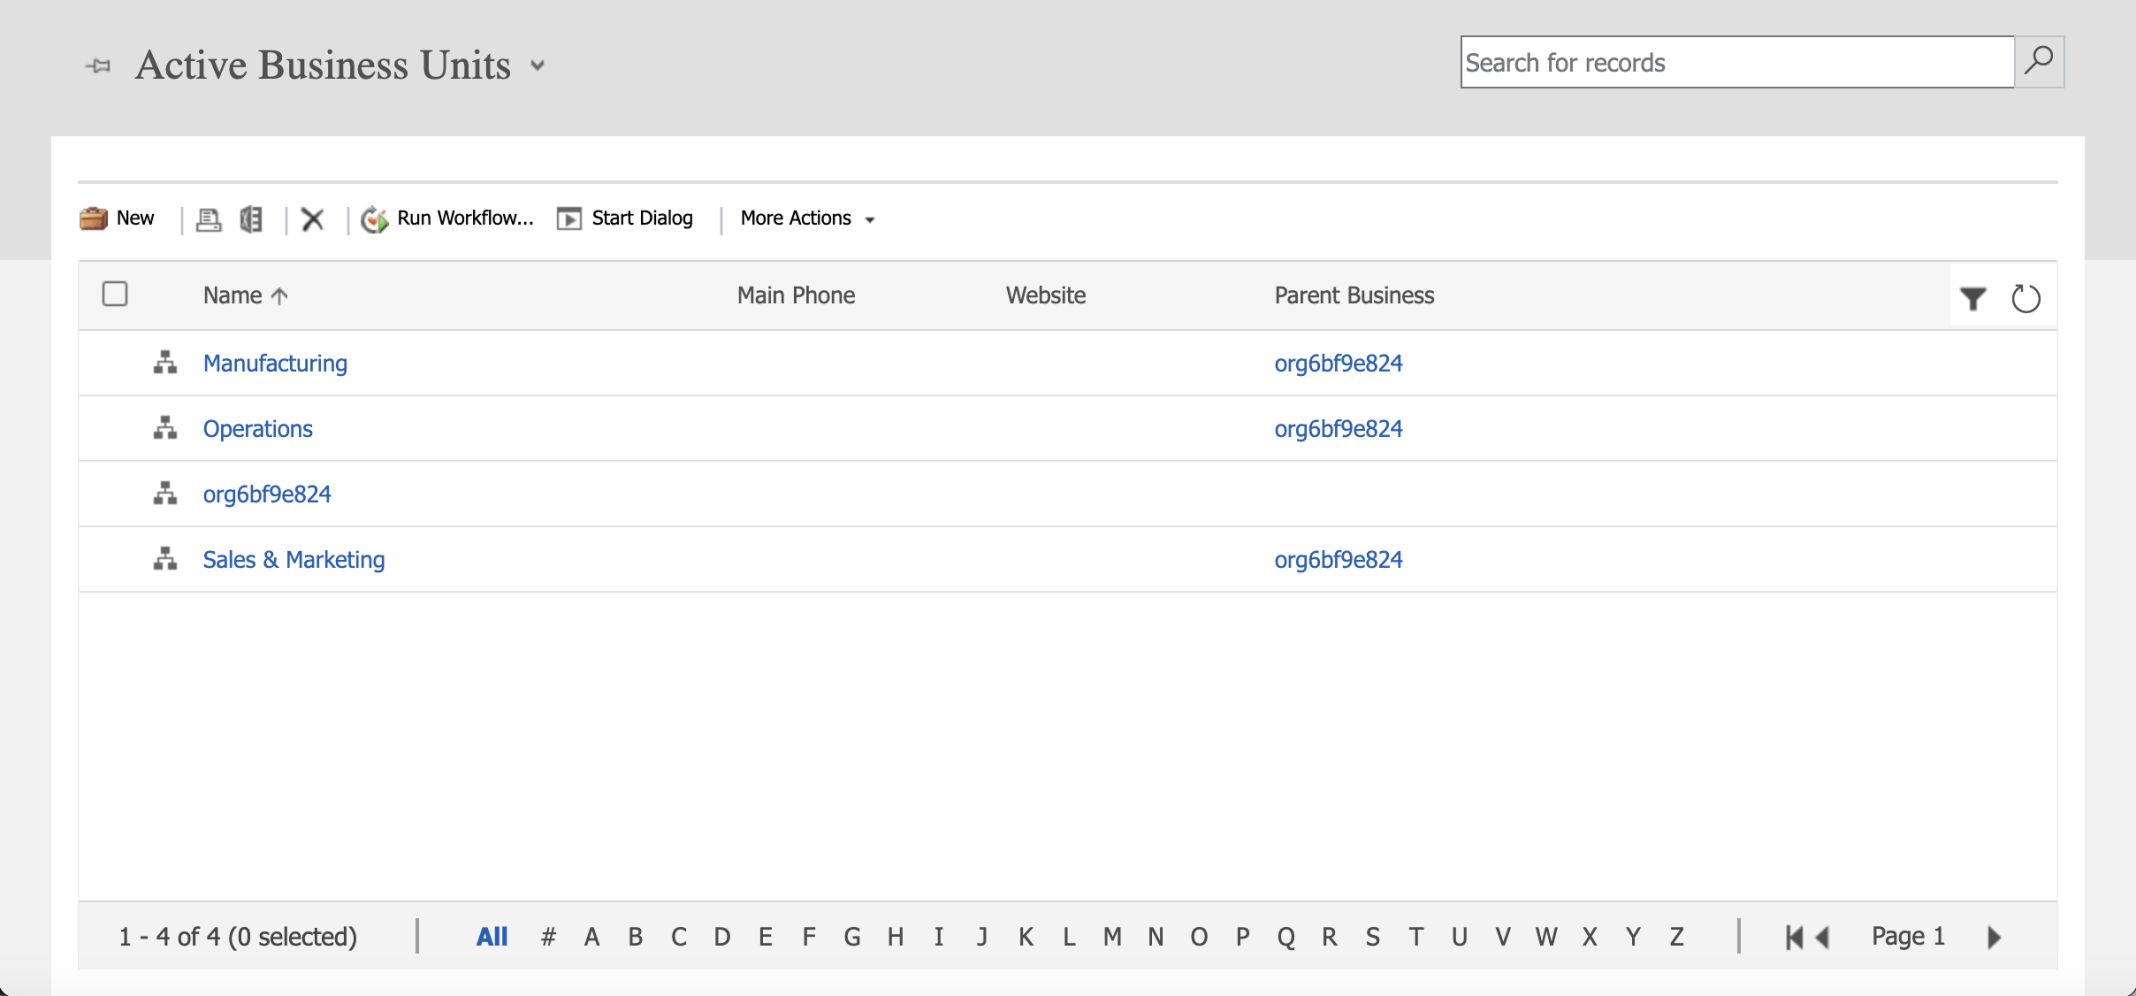 Active Business Units
Search for records
New Run Workflow... Start Dialog More Actions
Name Main Phone Website Parent Business
Manufacturing org6bf9e824
Operations org6bf9e824
org6bf9e824
Sales & Marketing org6bf9e824
1 - 4 of 4 (0 selected) All # A B C D E F G H I J K L M N O P Q R S T U V W X Y Z Page 1